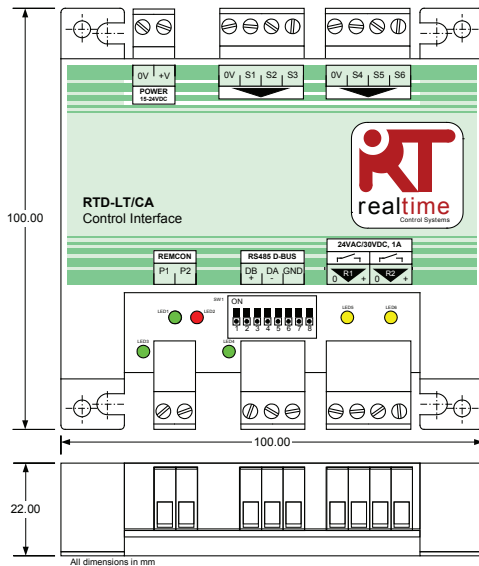 0V +V
POWER
15-24VDC
0V S1 S2 S3
0V S4 S5 S6
RT
realtime
Control Systems
RTD-LT/CA
Control Interface
100.00
REMCON
P1 P2
RS485 D-BUS
DB DA GND
+ -
24VAC/30VDC, 1A
R1 R2
0 + 0 +
SW1
ON
1 2 3 4 5 6 7 8
LED1
LED2
LED3
LED4
LED5
LED6
100.00
22.00
All dimensions in mm